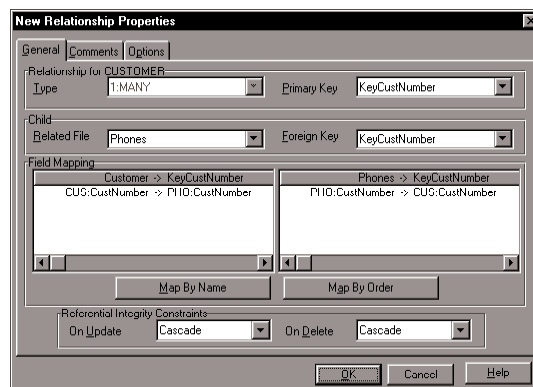 New Relationship Properties
General Comments Options
Relationship for CUSTOMER
Type 1:MANY Primary Key KeyCustNumber
Child
Related File Phones Foreign Key KeyCustNumber
Field Mapping
Customer -> KeyCustNumber Phones -> KeyCustNumber
CUS:CustNumber -> PHO:CustNumber PHO:CustNumber -> CUS:CustNumber
Map By Name Map By Order
Referential Integrity Constraints
On Update Cascade On Delete Cascade
OK Cancel Help